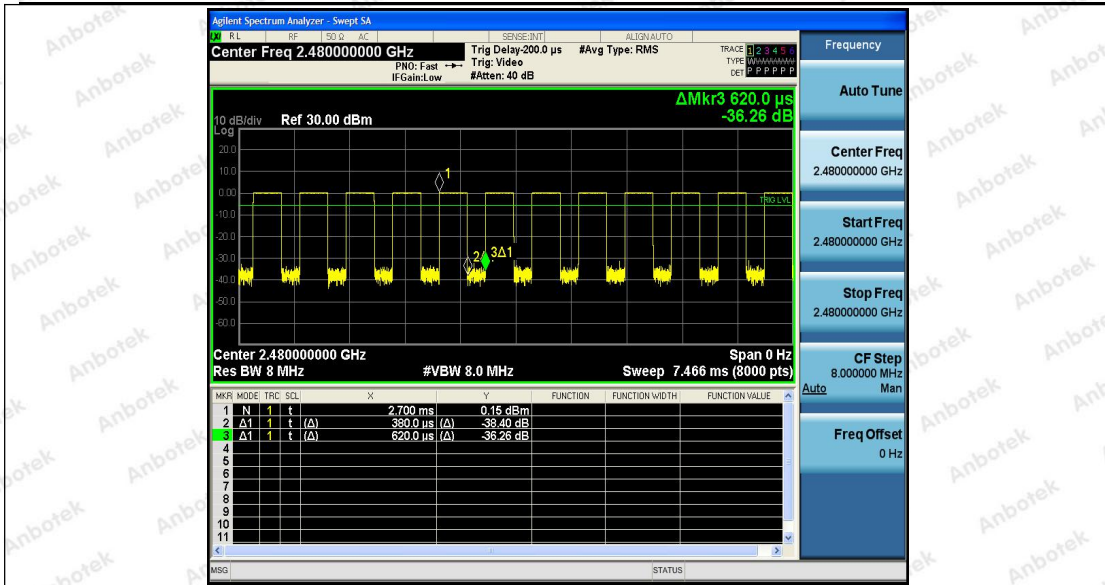 Agilent Spectrum Analyzer - Swept SA
RL RF 50 Ω AC SENSE:INT ALIGN AUTO
Center Freq 2.480000000 GHz
PNO: Fast
IFGain:Low
Trig Delay-200.0 µs
Trig: Video
#Atten: 40 dB
#Avg Type: RMS
TRACE 1 2 3 4 5 6
TYPE
DET P P P P P P
ΔMkr3 620.0 µs
-36.26 dB
10 dB/div Ref 30.00 dBm
Log
20.0
10.0
0.00
-10.0
-20.0
-30.0
-40.0
-50.0
-60.0
1
TRIG LVL
3Δ1
Center 2.480000000 GHz Span 0 Hz
Res BW 8 MHz #VBW 8.0 MHz Sweep 7.466 ms (8000 pts)
MKR MODE TRC SCL X Y FUNCTION FUNCTION WIDTH FUNCTION VALUE
1 N 1 t 2.700 ms 0.15 dBm
2 Δ1 1 t (Δ) 380.0 µs (Δ) -38.40 dB
3 Δ1 1 t (Δ) 620.0 µs (Δ) -36.26 dB
4
5
6
7
8
9
10
11
MSG STATUS
Frequency
Auto Tune
Center Freq
2.480000000 GHz
Start Freq
2.480000000 GHz
Stop Freq
2.480000000 GHz
CF Step
8.000000 MHz
Auto Man
Freq Offset
0 Hz
Anbotek